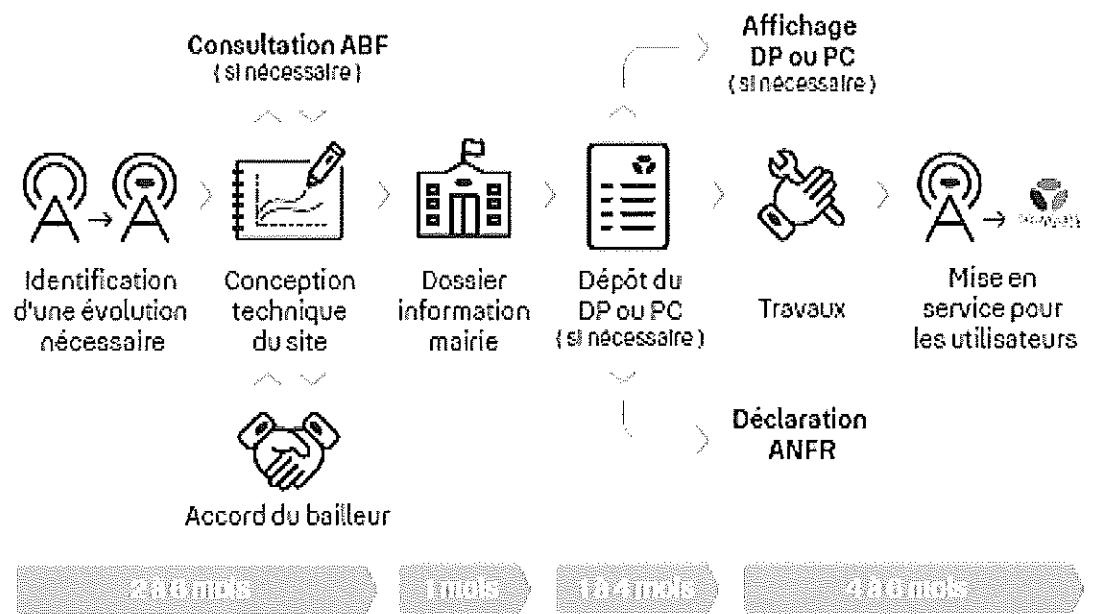 Consultation ABF
(si nécessaire)
Affichage
DP ou PC
(si nécessaire)
Identification
d'une évolution
nécessaire
Conception
technique
du site
Dossier
information
mairie
Dépôt du
DP ou PC
(si nécessaire)
Travaux
Mise en
service pour
les utilisateurs
Accord du bailleur
Déclaration
ANFR
1 mois
1 à 4 mois